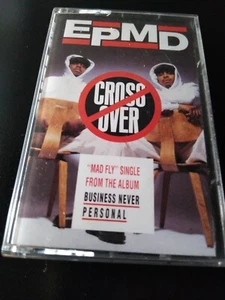 EPMD
CROSS
OVER
"MAD FLY" SINGLE
FROM THE ALBUM
BUSINESS NEVER
PERSONAL